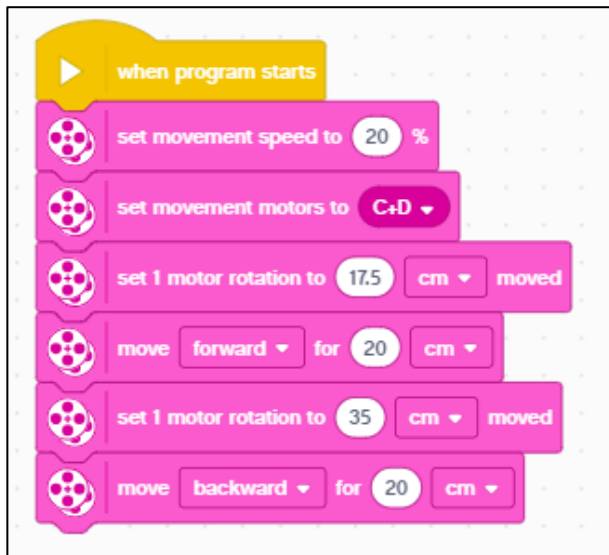 when program starts
set movement speed to 20 %
set movement motors to C+D
set 1 motor rotation to 17.5 cm moved
move forward for 20 cm
set 1 motor rotation to 35 cm moved
move backward for 20 cm